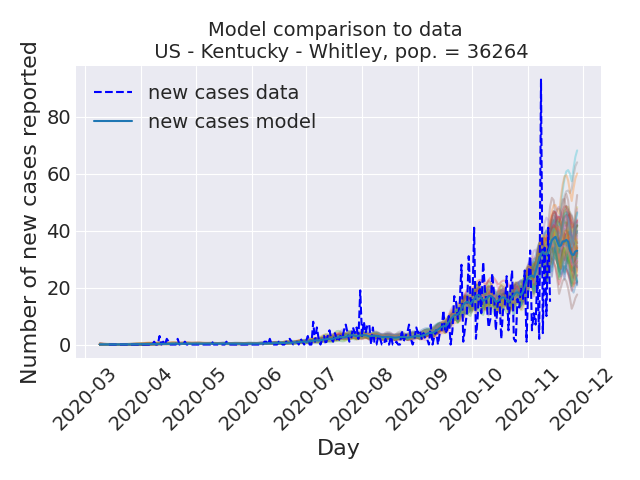 Model comparison to data
US - Kentucky - Whitley, pop. = 36264
Number of new cases reported
80
60
40
20
0
new cases data
new cases model
2020-03
2020-04
2020-05
2020-06
2020-07
2020-08
2020-09
2020-10
2020-11
2020-12
Day